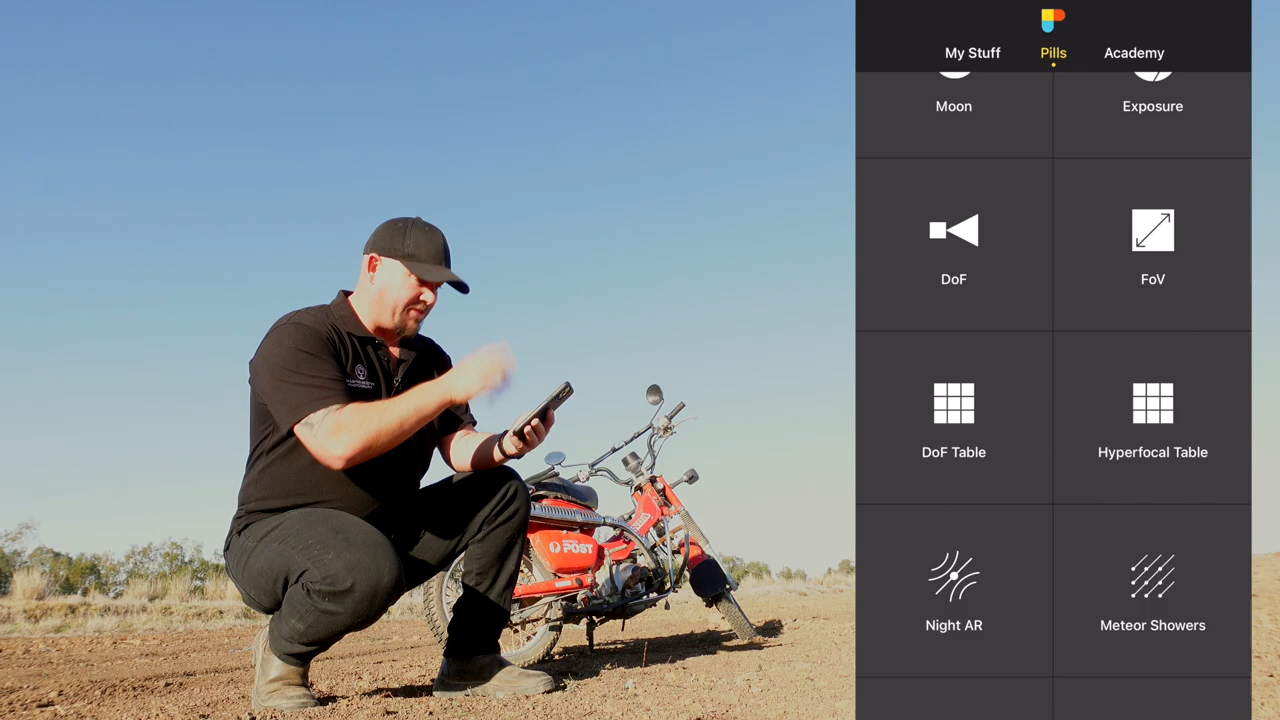 My Stuff
Pills
Academy
Moon
Exposure
DoF
FoV
DoF Table
Hyperfocal Table
POST
Night AR
Meteor Showers